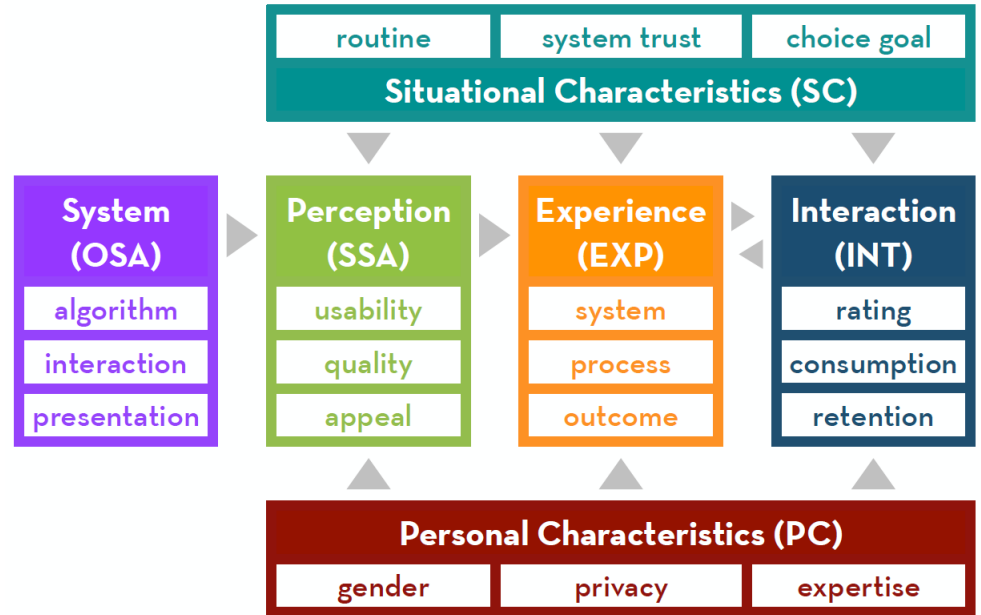 routine
system trust
choice goal
Situational Characteristics (SC)
System
(OSA)
algorithm
interaction
presentation
Perception
(SSA)
usability
quality
appeal
Experience
(EXP)
system
process
outcome
Interaction
(INT)
rating
consumption
retention
Personal Characteristics (PC)
gender
privacy
expertise